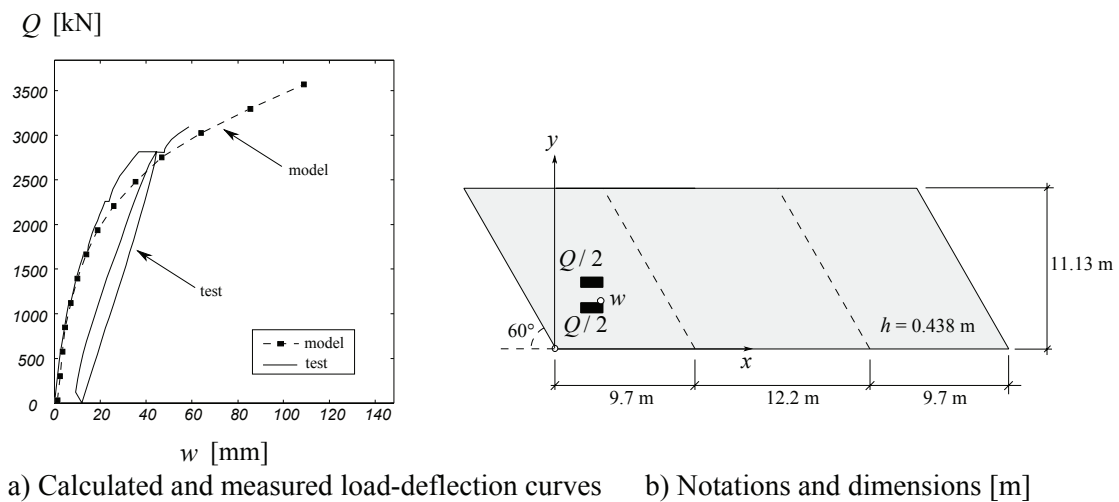 Q [kN]
3500
3000
2500
2000
1500
1000
500
0
0 20 40 60 80 100 120 140
model
test
model
test
w [mm]
a) Calculated and measured load-deflection curves
y
Q / 2
w
Q / 2
60°
x
h = 0.438 m
11.13 m
9.7 m 12.2 m 9.7 m
b) Notations and dimensions [m]